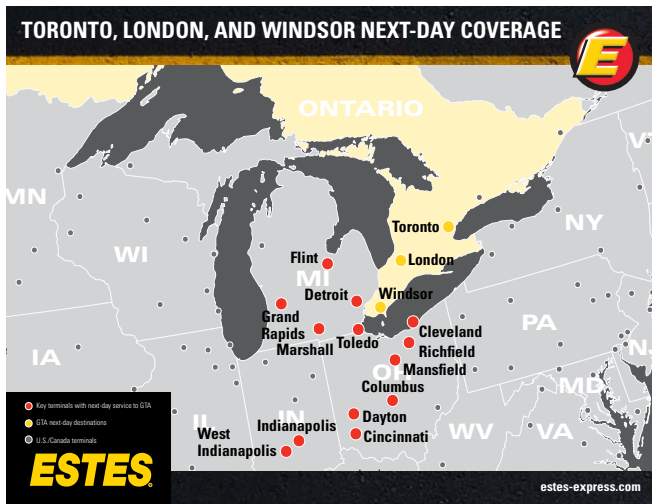 TORONTO, LONDON, AND WINDSOR NEXT-DAY COVERAGE
E
ONTARIO
MN
VT
WI
Toronto
NY
Flint
London
MI
Detroit
Windsor
Grand
Rapids
Marshall
Toledo
Cleveland
PA
Richfield
IA
OH
Mansfield
NJ
Columbus
MD
Key terminals with next-day service to GTA
GTA next-day destinations
U.S./Canada terminals
IL
IN
Dayton
West
Indianapolis
Indianapolis
Cincinnati
WV
VA
ESTES
estes-express.com